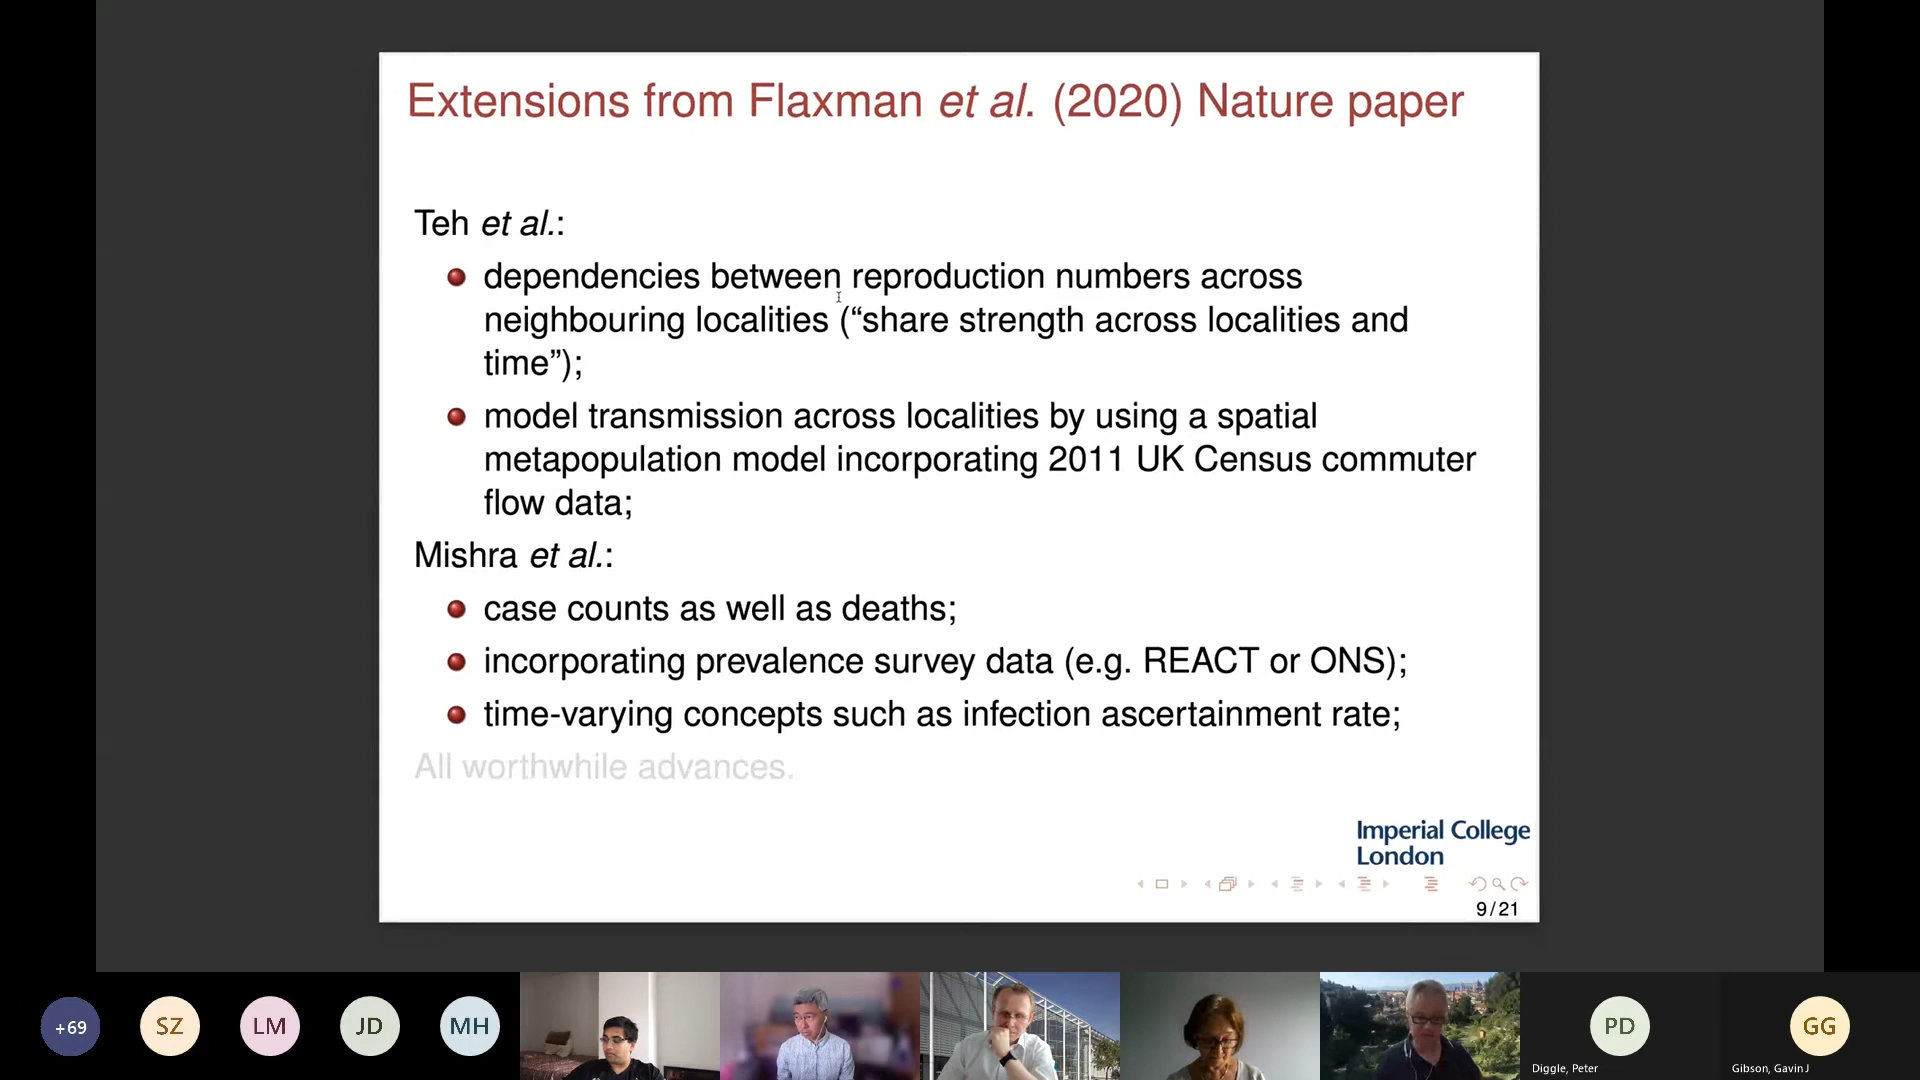 Extensions from Flaxman et al. (2020) Nature paper
Teh et al.:
dependencies between reproduction numbers across
neighbouring localities (“share strength across localities and
time”);
model transmission across localities by using a spatial
metapopulation model incorporating 2011 UK Census commuter
flow data;
Mishra et al.:
case counts as well as deaths;
incorporating prevalence survey data (e.g. REACT or ONS);
time-varying concepts such as infection ascertainment rate;
All worthwhile advances.
Imperial College
London
9/21
+69
SZ
LM
JD
MH
PD
GG
Diggle, Peter
Gibson, Gavin J